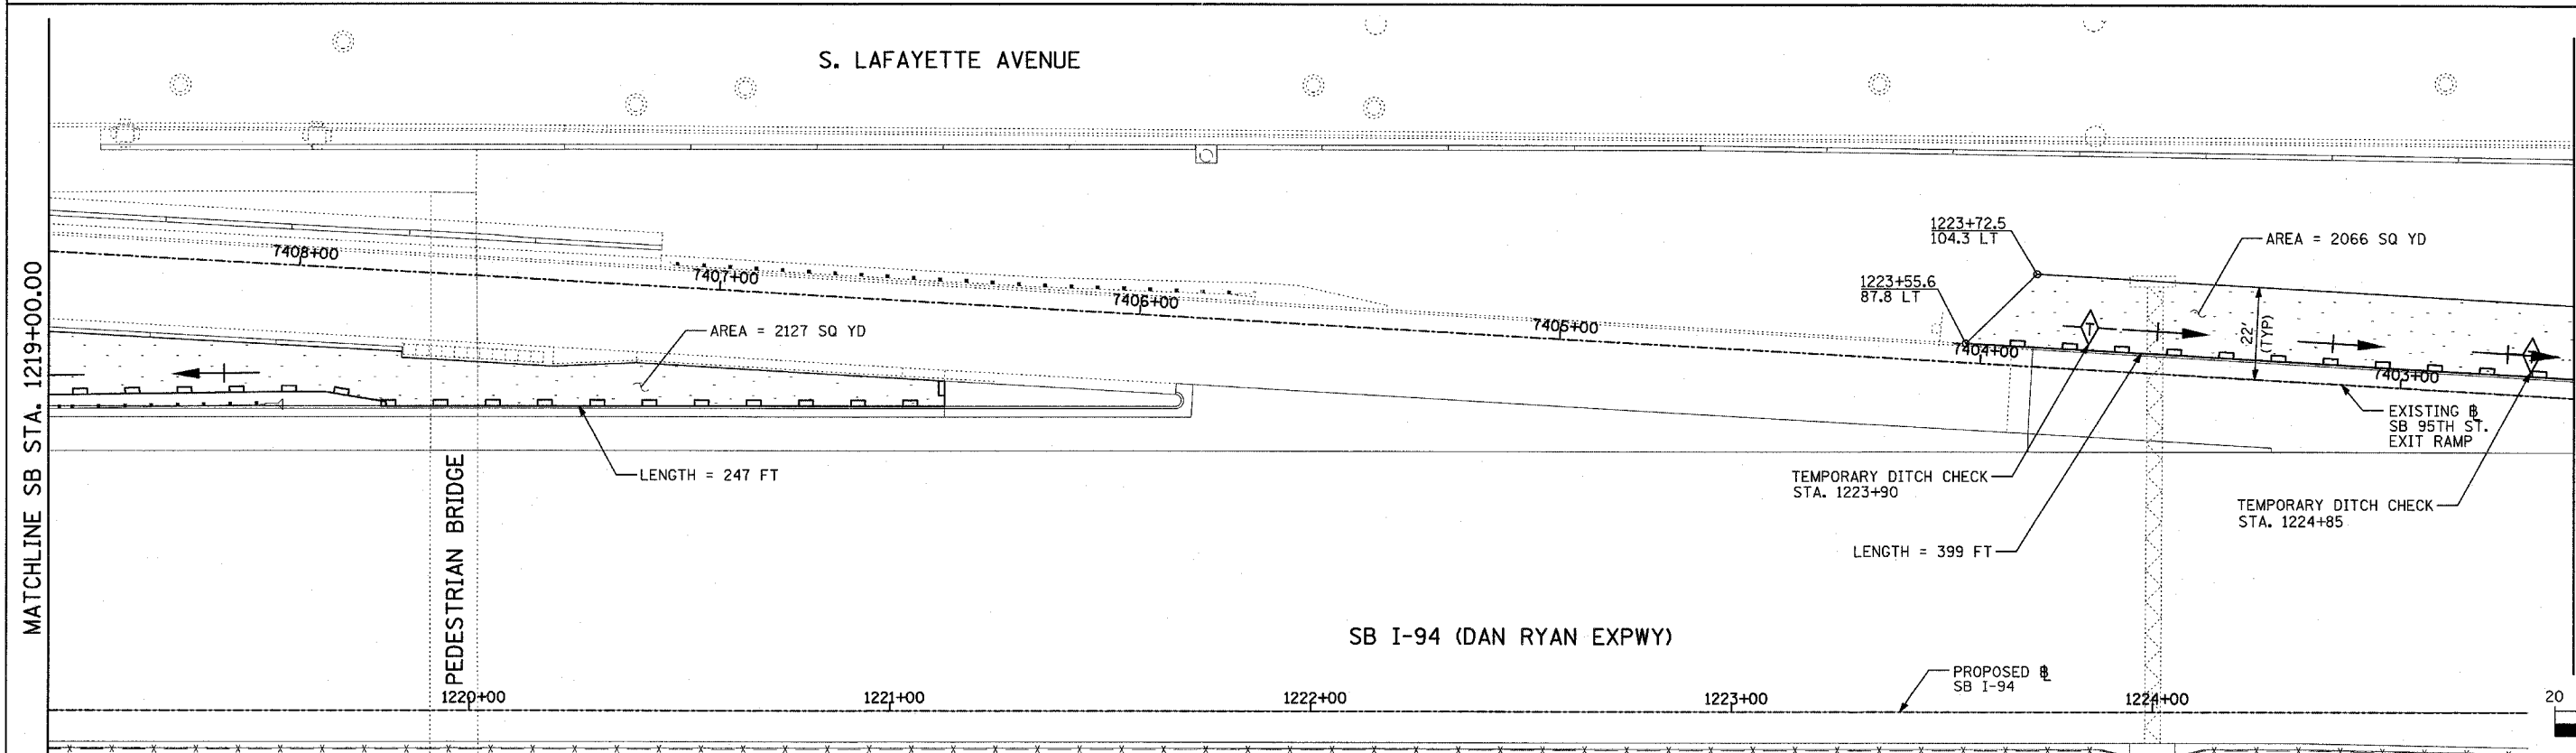 S. LAFAYETTE AVENUE
MATCHLINE SB STA. 1219+00.00
7408+00
7407+00
7406+00
7405+00
7404+00
7403+00
1223+72.5
104.3 LT
1223+55.6
87.8 LT
AREA = 2066 SQ YD
AREA = 2127 SQ YD
T
T
22'
(TYP)
EXISTING ⅊
SB 95TH ST.
EXIT RAMP
LENGTH = 247 FT
TEMPORARY DITCH CHECK
STA. 1223+90
TEMPORARY DITCH CHECK
STA. 1224+85
LENGTH = 399 FT
PEDESTRIAN BRIDGE
SB I-94 (DAN RYAN EXPWY)
PROPOSED ⅊
SB I-94
1220+00
1221+00
1222+00
1223+00
1224+00
20